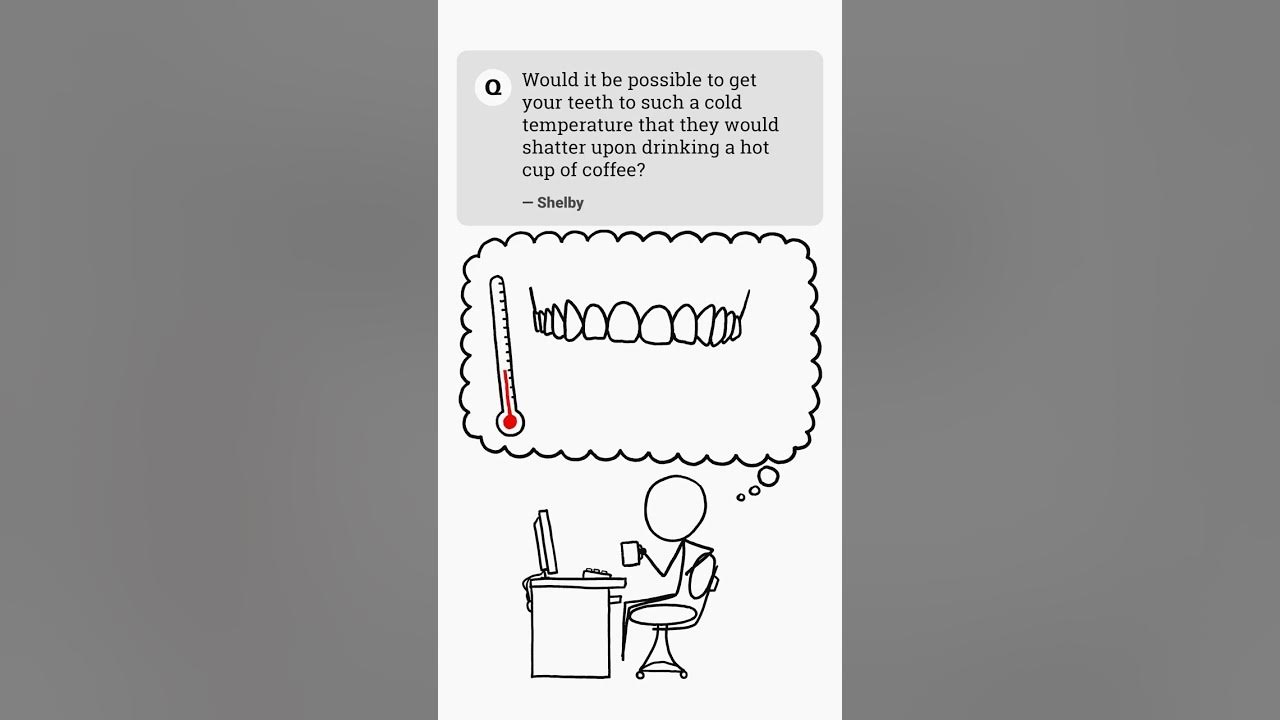 Q
Would it be possible to get
your teeth to such a cold
temperature that they would
shatter upon drinking a hot
cup of coffee?
— Shelby